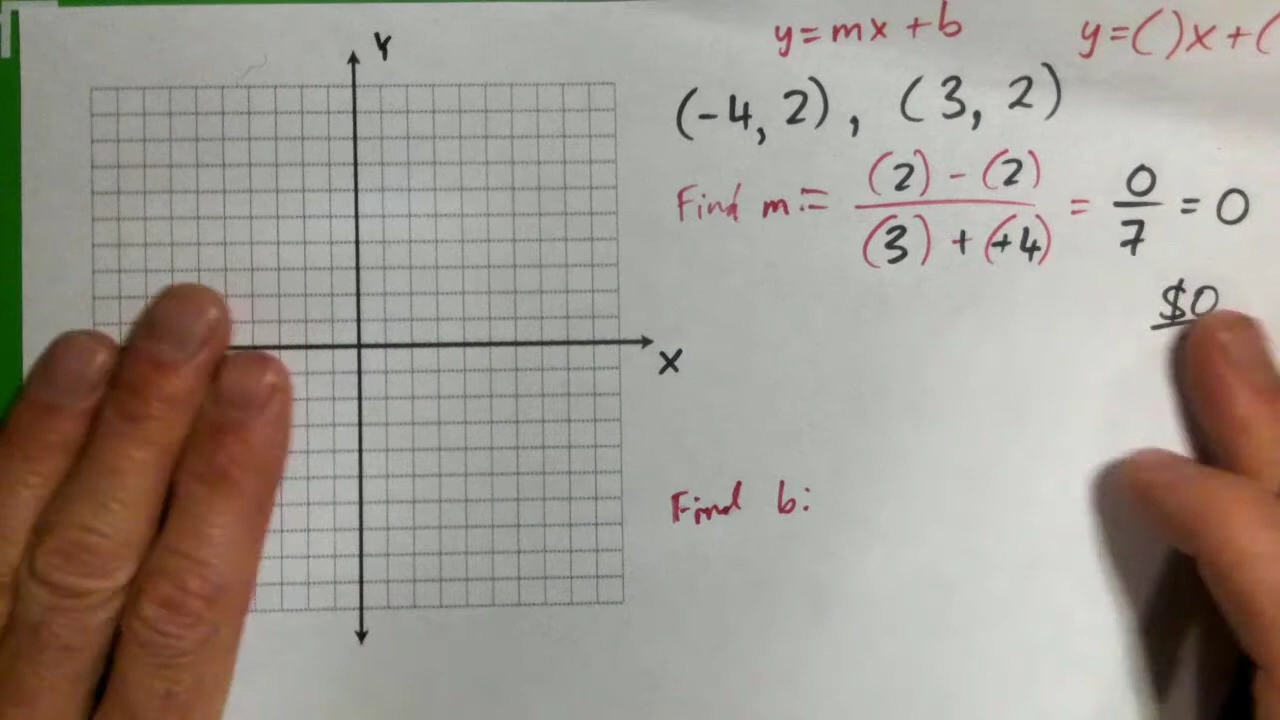 Y
y=mx+b y=( )x+(
(-4, 2), (3, 2)
Find m: = (2) - (2) / (3) + (+4) = 0/7 = 0
$0
X
Find b: